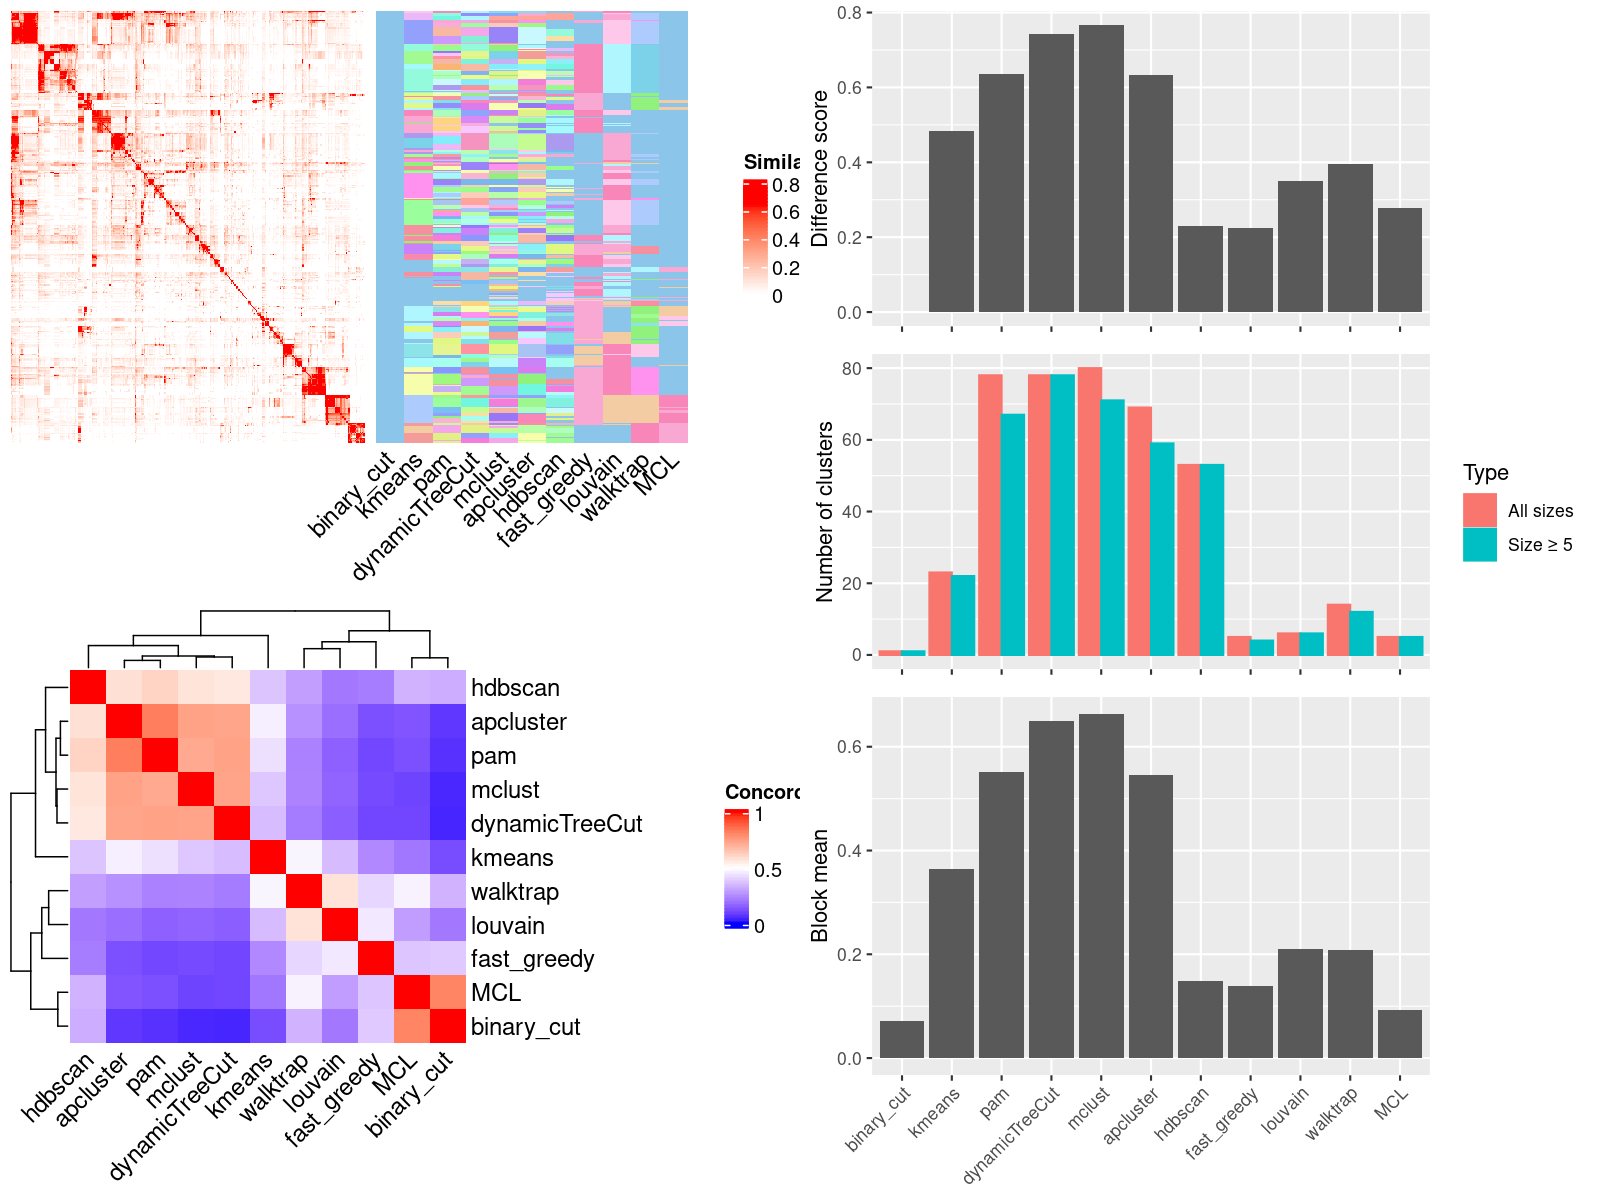 Simila
0.8
0.6
0.4
0.2
0
binary_cut
kmeans
pam
dynamicTreeCut
mclust
apcluster
hdbscan
fast_greedy
louvain
walktrap
MCL
hdbscan
apcluster
pam
mclust
dynamicTreeCut
kmeans
walktrap
louvain
fast_greedy
MCL
binary_cut
Concord
1
0.5
0
hdbscan
apcluster
pam
mclust
dynamicTreeCut
kmeans
walktrap
louvain
fast_greedy
MCL
binary_cut
Difference score
0.8
0.6
0.4
0.2
0.0
Number of clusters
80
60
40
20
0
Type
All sizes
Size ≥ 5
Block mean
0.6
0.4
0.2
0.0
binary_cut
kmeans
pam
dynamicTreeCut
mclust
apcluster
hdbscan
fast_greedy
louvain
walktrap
MCL